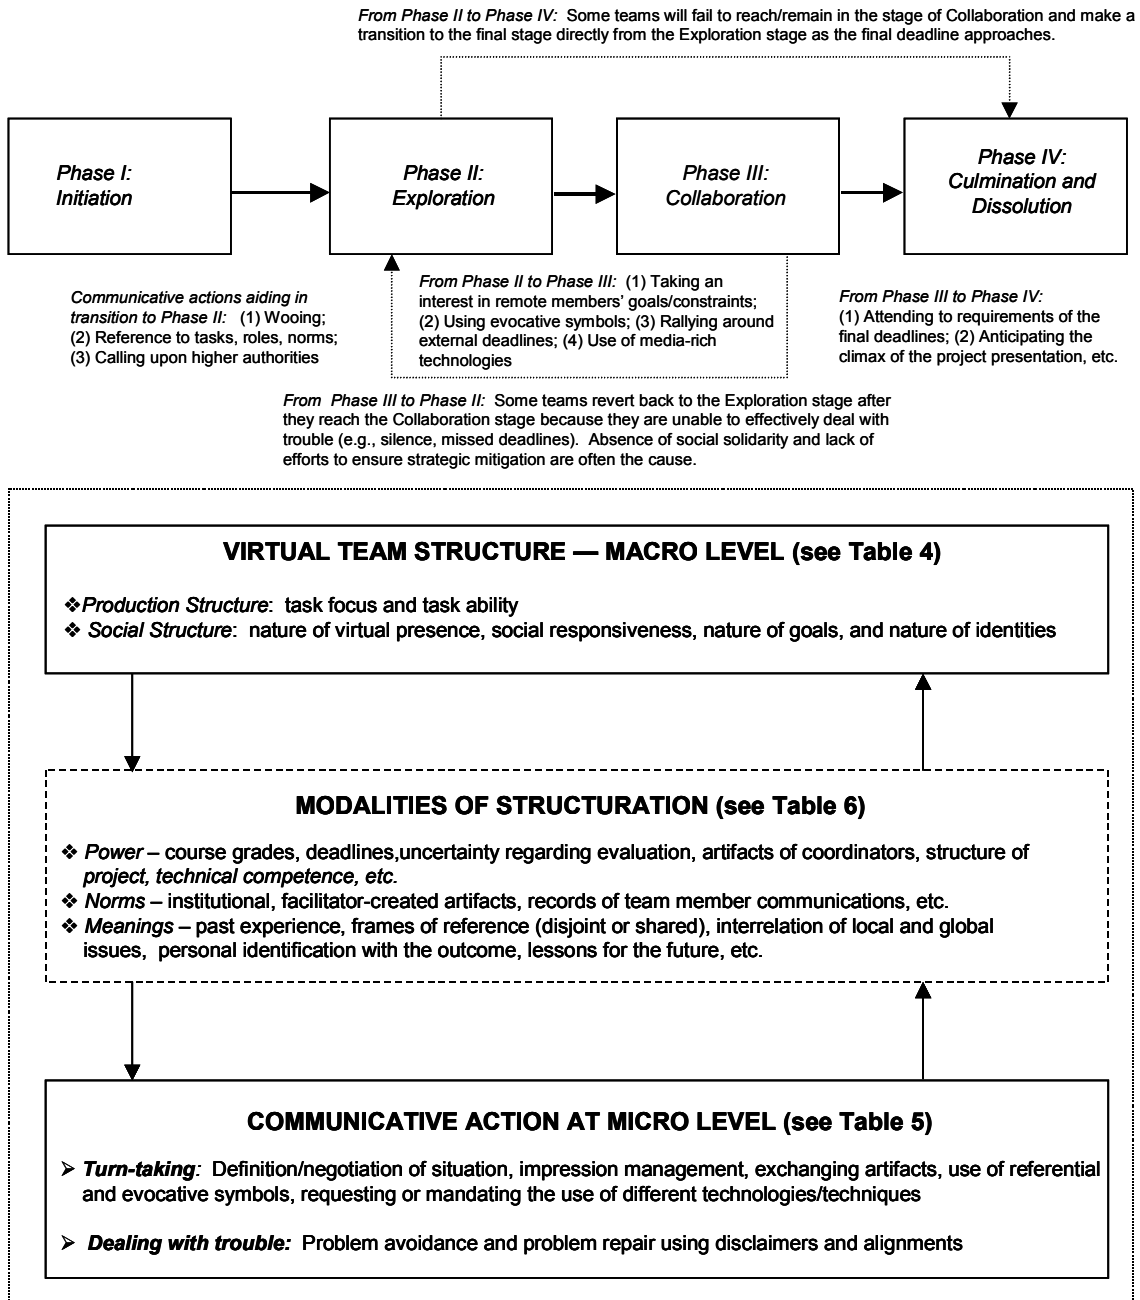 From Phase II to Phase IV: Some teams will fail to reach/remain in the stage of Collaboration and make a
transition to the final stage directly from the Exploration stage as the final deadline approaches.
Phase I:
Initiation
Phase II:
Exploration
Phase III:
Collaboration
Phase IV:
Culmination and
Dissolution
Communicative actions aiding in
transition to Phase II: (1) Wooing;
(2) Reference to tasks, roles, norms;
(3) Calling upon higher authorities
From Phase II to Phase III: (1) Taking an
interest in remote members' goals/constraints;
(2) Using evocative symbols; (3) Rallying around
external deadlines; (4) Use of media-rich
technologies
From Phase III to Phase IV:
(1) Attending to requirements of the
final deadlines; (2) Anticipating the
climax of the project presentation, etc.
From Phase III to Phase II: Some teams revert back to the Exploration stage after
they reach the Collaboration stage because they are unable to effectively deal with
trouble (e.g., silence, missed deadlines). Absence of social solidarity and lack of
efforts to ensure strategic mitigation are often the cause.
VIRTUAL TEAM STRUCTURE — MACRO LEVEL (see Table 4)
❖Production Structure: task focus and task ability
❖ Social Structure: nature of virtual presence, social responsiveness, nature of goals, and nature of identities
MODALITIES OF STRUCTURATION (see Table 6)
❖ Power – course grades, deadlines,uncertainty regarding evaluation, artifacts of coordinators, structure of
project, technical competence, etc.
❖ Norms – institutional, facilitator-created artifacts, records of team member communications, etc.
❖ Meanings – past experience, frames of reference (disjoint or shared), interrelation of local and global
issues, personal identification with the outcome, lessons for the future, etc.
COMMUNICATIVE ACTION AT MICRO LEVEL (see Table 5)
➢ Turn-taking: Definition/negotiation of situation, impression management, exchanging artifacts, use of referential
and evocative symbols, requesting or mandating the use of different technologies/techniques
➢ Dealing with trouble: Problem avoidance and problem repair using disclaimers and alignments